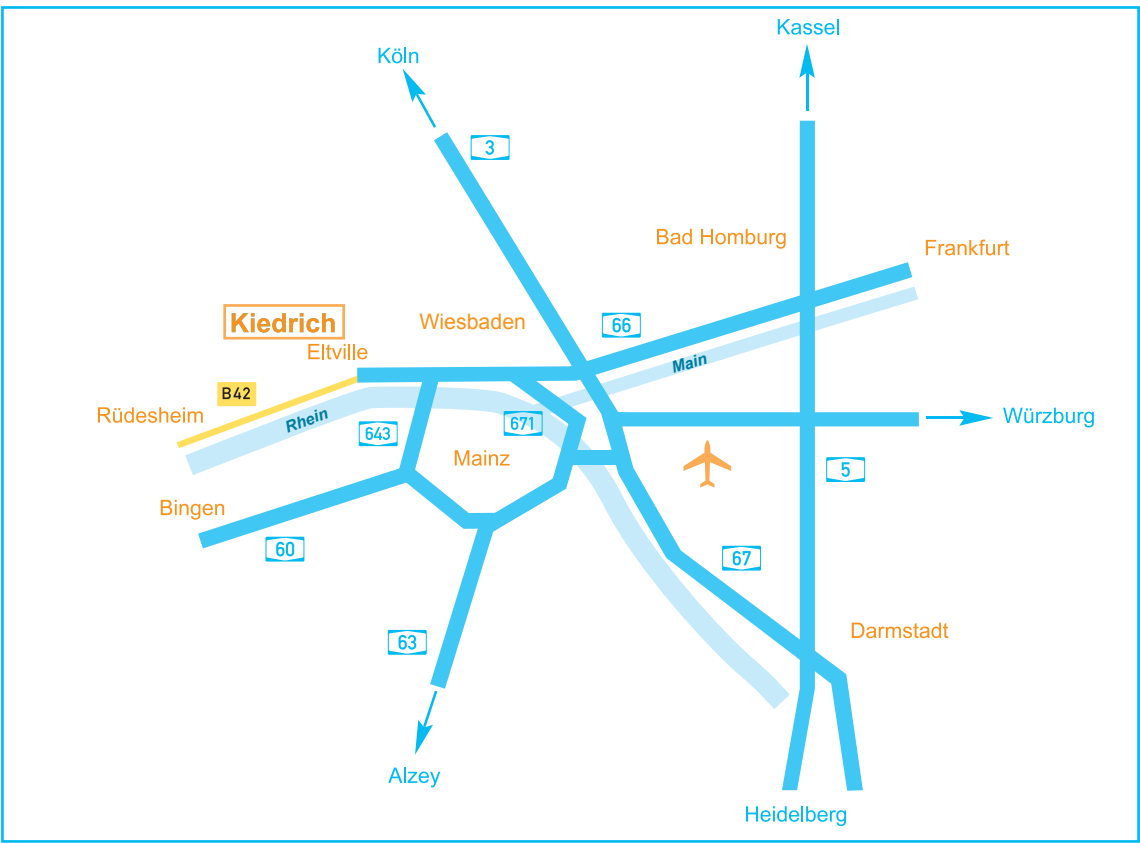 Kassel
Köln
3
Bad Homburg
Frankfurt
Kiedrich
Wiesbaden
66
Eltville
Main
B42
Rüdesheim
Rhein
643
671
Würzburg
Mainz
5
Bingen
60
67
Darmstadt
63
Alzey
Heidelberg